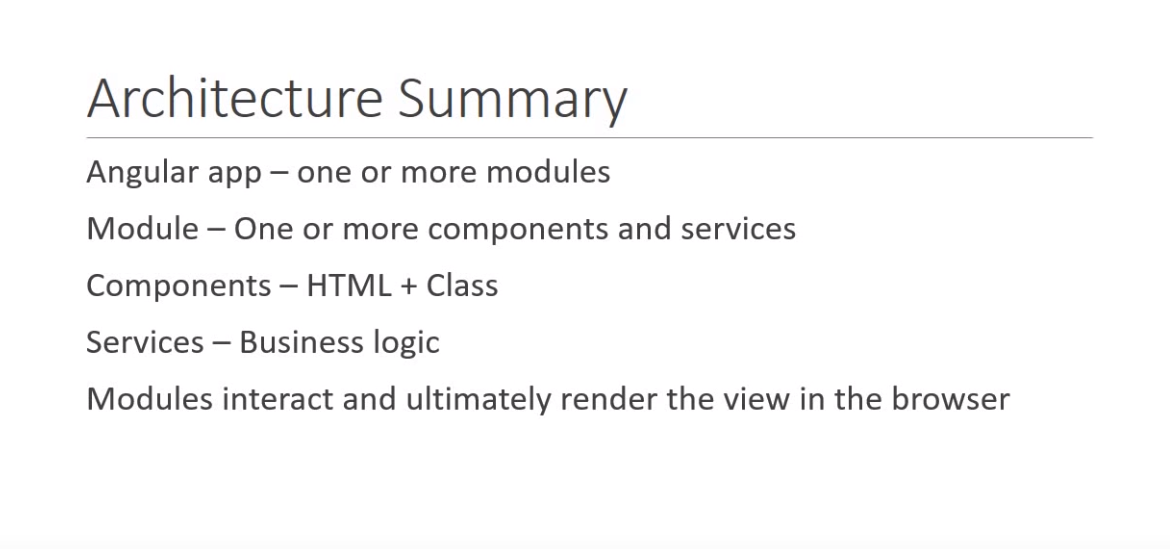 Architecture Summary
Angular app – one or more modules
Module – One or more components and services
Components – HTML + Class
Services – Business logic
Modules interact and ultimately render the view in the browser